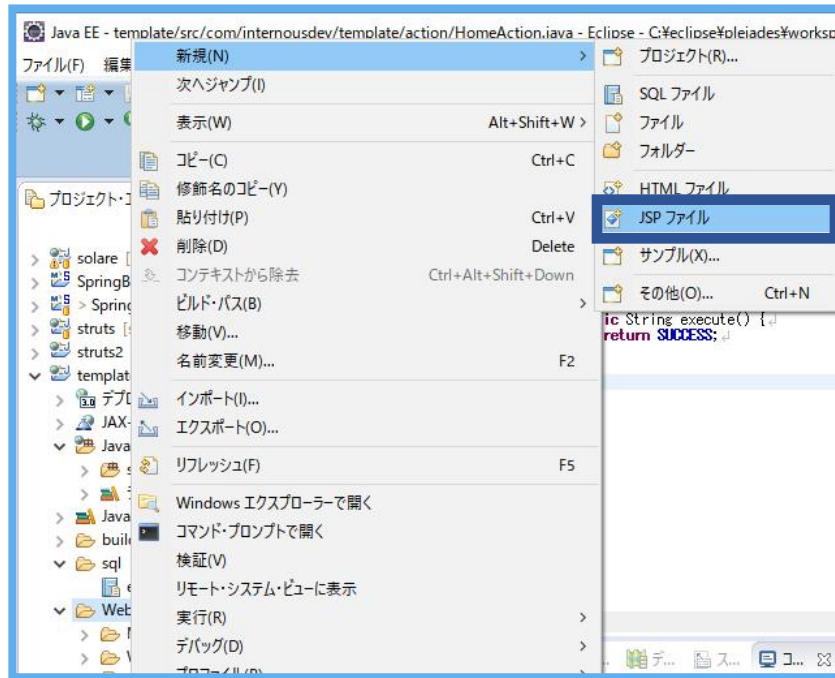 Java EE - template/src/com/internousdev/template/action/HomeAction.java - Eclipse - C:¥eclipse¥pleiades¥worksp
ファイル(F) 編集
プロジェクト・エ
solare [
SpringB
> Spring
struts [
struts2
templat
デプロ
JAX-
Java
Java
build
sql
Web
新規(N)
次へジャンプ(I)
表示(W) Alt+Shift+W >
コピー(C) Ctrl+C
修飾名のコピー(Y)
貼り付け(P) Ctrl+V
削除(D) Delete
コンテキストから除去 Ctrl+Alt+Shift+Down
ビルド・パス(B)
移動(V)...
名前変更(M)... F2
インポート(I)...
エクスポート(O)...
リフレッシュ(F) F5
Windows エクスプローラーで開く
コマンド・プロンプトで開く
検証(V)
リモート・システム・ビューに表示
実行(R)
デバッグ(D)
プロジェクト(R)...
SQL ファイル
ファイル
フォルダー
HTML ファイル
JSP ファイル
サンプル(X)...
その他(O)... Ctrl+N
ic String execute() {
return SUCCESS;
デ... ス... コ...